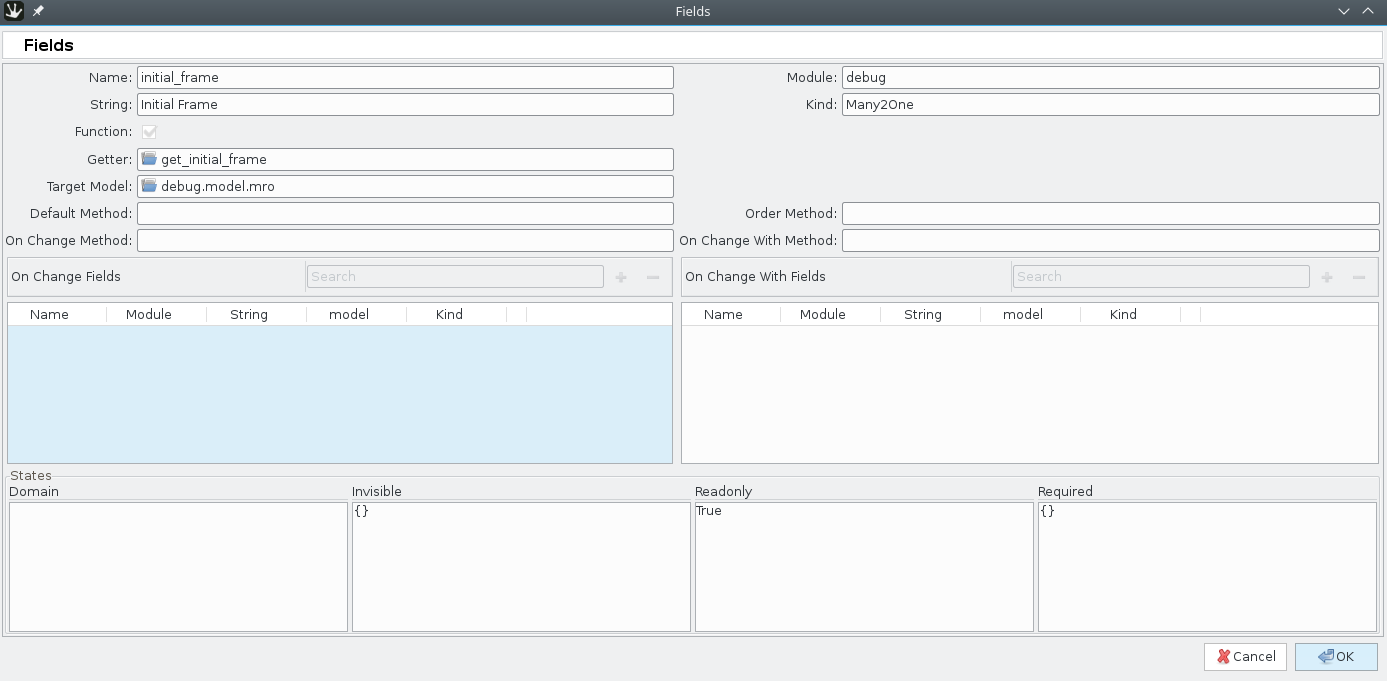 Fields
Fields
Name: initial_frame Module: debug
String: Initial Frame Kind: Many2One
Function:
Getter: get_initial_frame
Target Model: debug.model.mro
Default Method: Order Method:
On Change Method: On Change With Method:
On Change Fields Search On Change With Fields Search
Name Module String model Kind Name Module String model Kind
States
Domain Invisible Readonly Required
{} True {}
Cancel OK